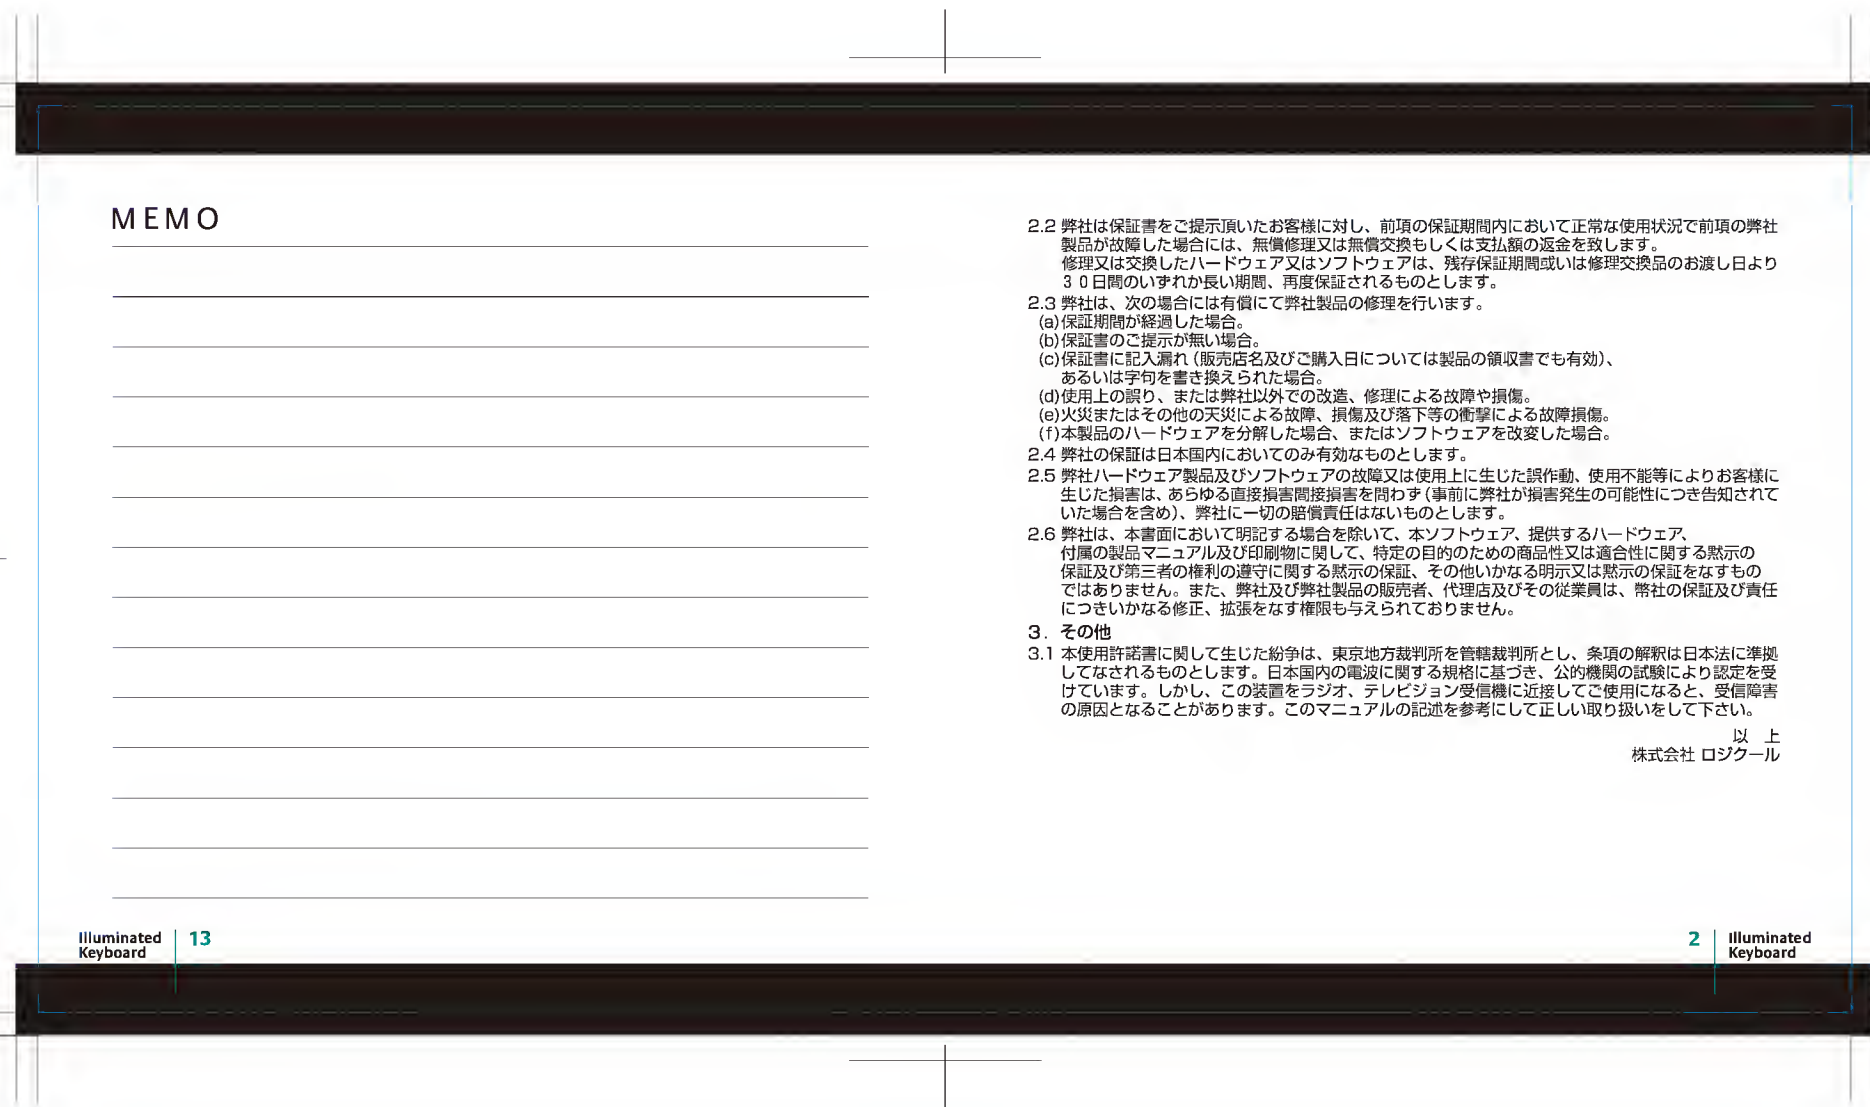 MEMO
Illuminated
Keyboard
13
2.2 弊社は保証書をご提示頂いたお客様に対し、前項の保証期間内において正常な使用状況で前項の弊社
製品が故障した場合には、無償修理又は無償交換もしくは支払額の返金を致します。
修理又は交換したハードウェア又はソフトウェアは、残存保証期間或いは修理交換品のお渡し日より
３０日間のいずれか長い期間、再度保証されるものとします。
2.3 弊社は、次の場合には有償にて弊社製品の修理を行います。
(a)保証期間が経過した場合。
(b)保証書のご提示が無い場合。
(c)保証書に記入漏れ（販売店名及びご購入日については製品の領収書でも有効）、
あるいは字句を書き換えられた場合。
(d)使用上の誤り、または弊社以外での改造、修理による故障や損傷。
(e)火災またはその他の天災による故障、損傷及び落下等の衝撃による故障損傷。
(f)本製品のハードウェアを分解した場合、またはソフトウェアを改変した場合。
2.4 弊社の保証は日本国内においてのみ有効なものとします。
2.5 弊社ハードウェア製品及びソフトウェアの故障又は使用上に生じた誤作動、使用不能等によりお客様に
生じた損害は、あらゆる直接損害間接損害を問わず（事前に弊社が損害発生の可能性につき告知されて
いた場合を含め）、弊社に一切の賠償責任はないものとします。
2.6 弊社は、本書面において明記する場合を除いて、本ソフトウェア、提供するハードウェア、
付属の製品マニュアル及び印刷物に関して、特定の目的のための商品性又は適合性に関する黙示の
保証及び第三者の権利の遵守に関する黙示の保証、その他いかなる明示又は黙示の保証をなすもの
ではありません。また、弊社及び弊社製品の販売者、代理店及びその従業員は、幣社の保証及び責任
につきいかなる修正、拡張をなす権限も与えられておりません。
3. その他
3.1 本使用許諾書に関して生じた紛争は、東京地方裁判所を管轄裁判所とし、条項の解釈は日本法に準拠
してなされるものとします。日本国内の電波に関する規格に基づき、公的機関の試験により認定を受
けています。しかし、この装置をラジオ、テレビジョン受信機に近接してご使用になると、受信障害
の原因となることがあります。このマニュアルの記述を参考にして正しい取り扱いをして下さい。
以　上
株式会社 ロジクール
2
Illuminated
Keyboard